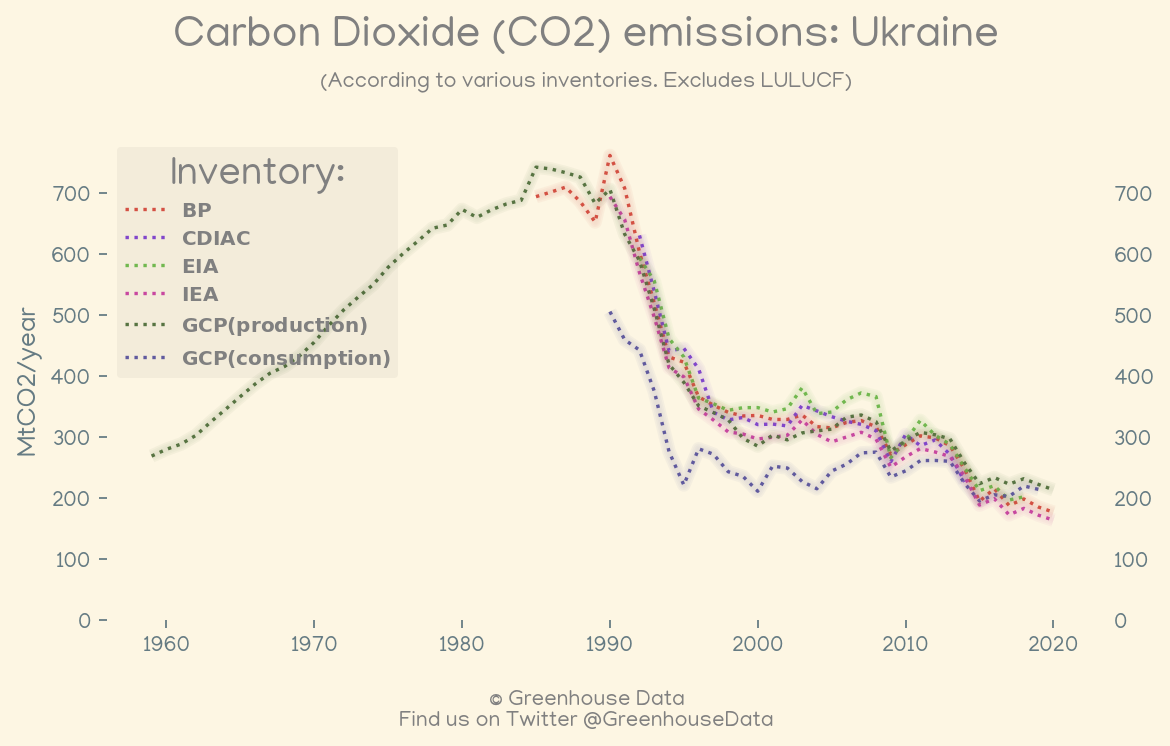 Carbon Dioxide (CO2) emissions: Ukraine
(According to various inventories. Excludes LULUCF)
Inventory:
BP
CDIAC
EIA
IEA
GCP(production)
GCP(consumption)
MtCO2/year
700
600
500
400
300
200
100
0
700
600
500
400
300
200
100
0
1960
1970
1980
1990
2000
2010
2020
© Greenhouse Data
Find us on Twitter @GreenhouseData